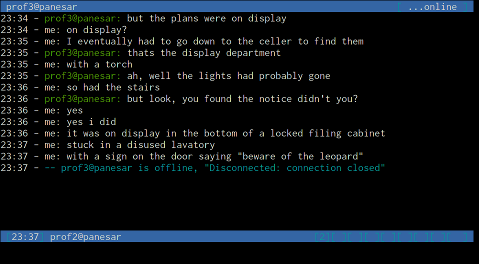 prof3@panesar ...online
23:34 - prof3@panesar: but the plans were on display
23:34 - me: on display?
23:35 - me: I eventually had to go down to the celler to find them
23:35 - prof3@panesar: thats the display department
23:35 - me: with a torch
23:35 - prof3@panesar: ah, well the lights had probably gone
23:36 - me: so had the stairs
23:36 - prof3@panesar: but look, you found the notice didn't you?
23:36 - me: yes
23:36 - me: yes i did
23:36 - me: it was on display in the bottom of a locked filing cabinet
23:37 - me: stuck in a disused lavatory
23:37 - me: with a sign on the door saying "beware of the leopard"
23:37 - -- prof3@panesar is offline, "Disconnected: connection closed"
[23:37] prof2@panesar